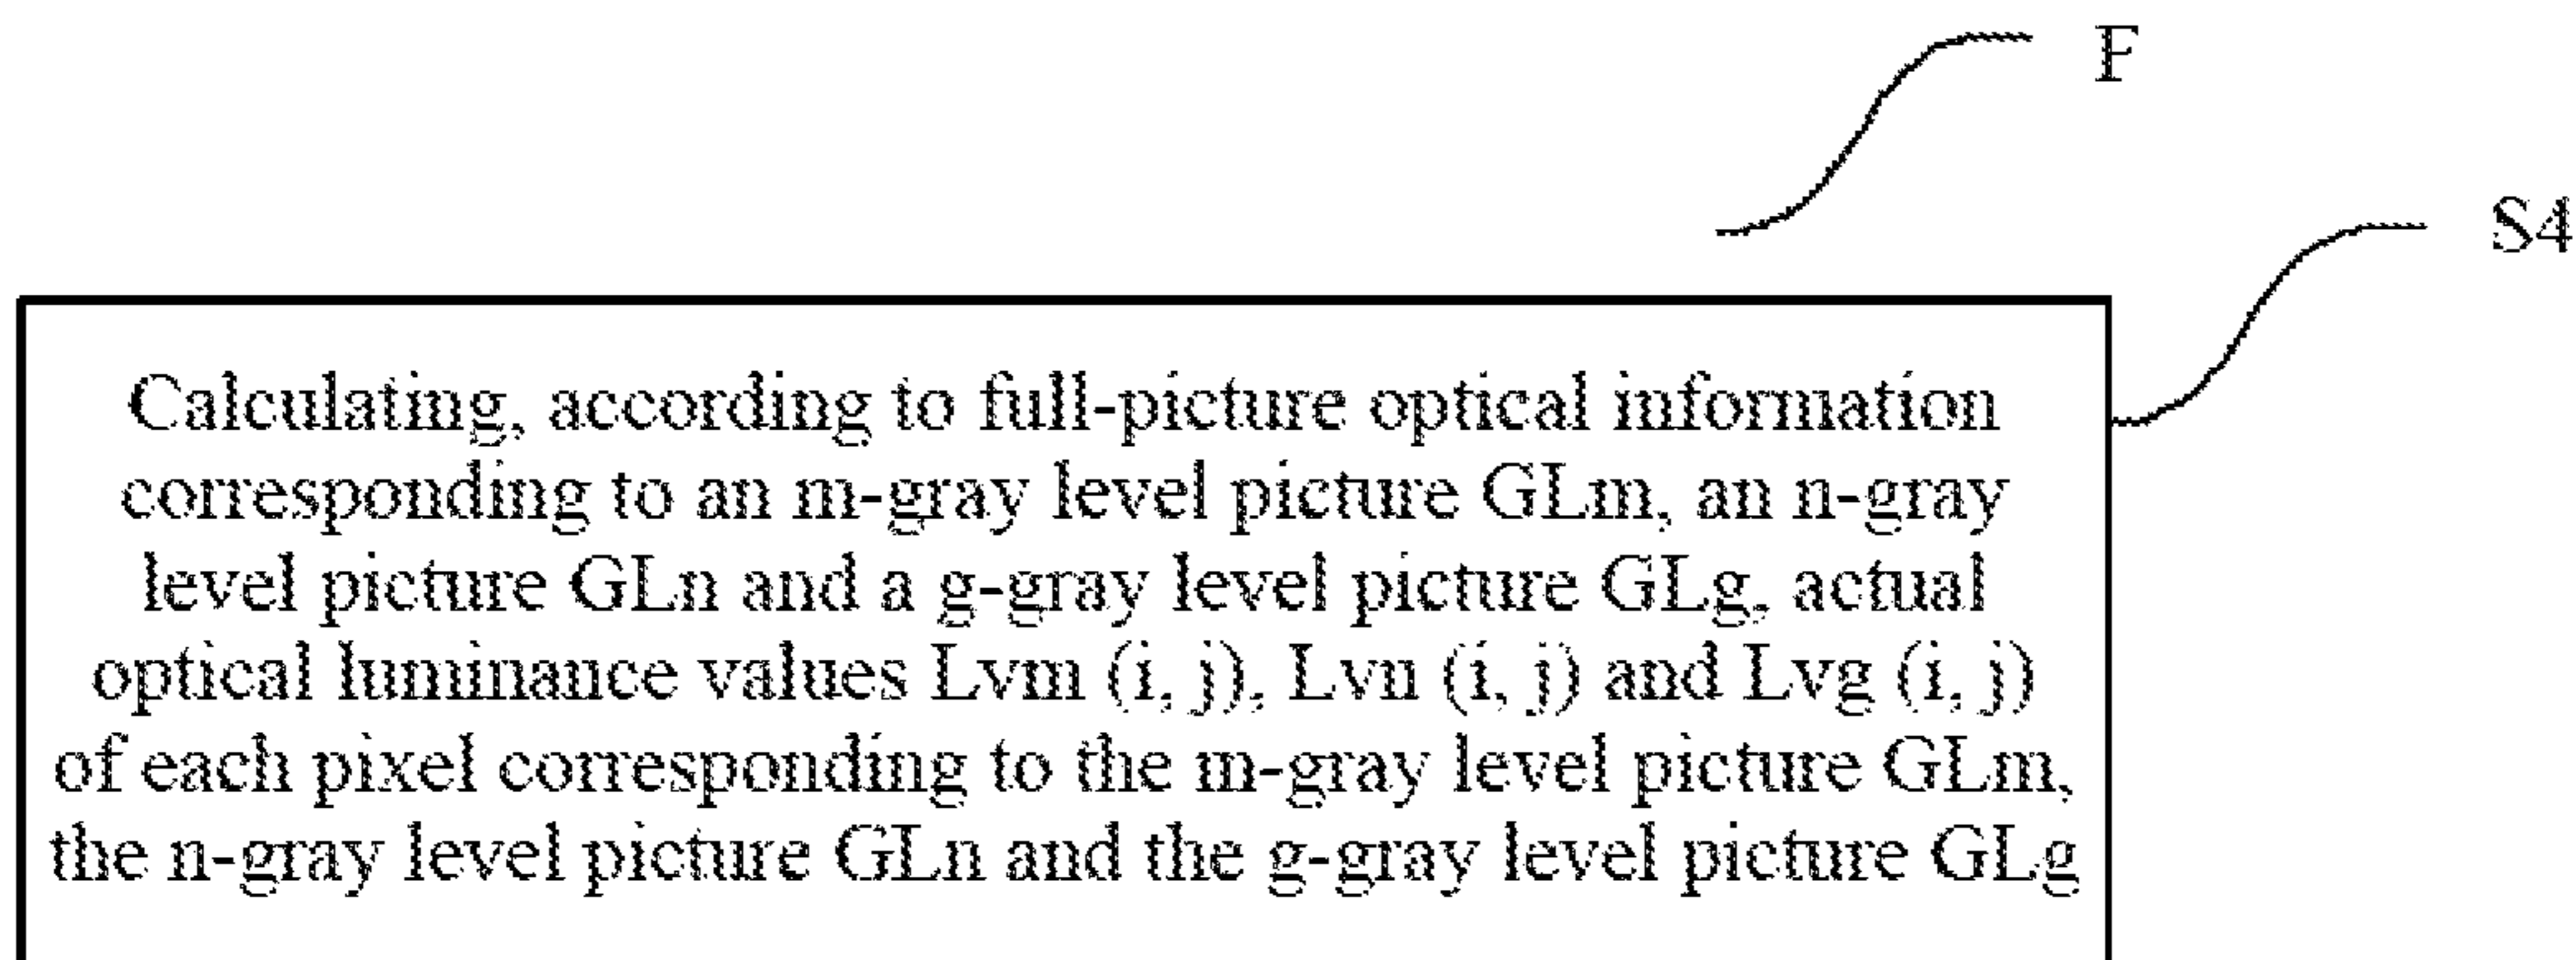 F
S4
Calculating, according to full-picture optical information
corresponding to an m-gray level picture GLm, an n-gray
level picture GLn and a g-gray level picture GLg, actual
optical luminance values Lvm (i, j), Lvn (i, j) and Lvg (i, j)
of each pixel corresponding to the m-gray level picture GLm,
the n-gray level picture GLn and the g-gray level picture GLg